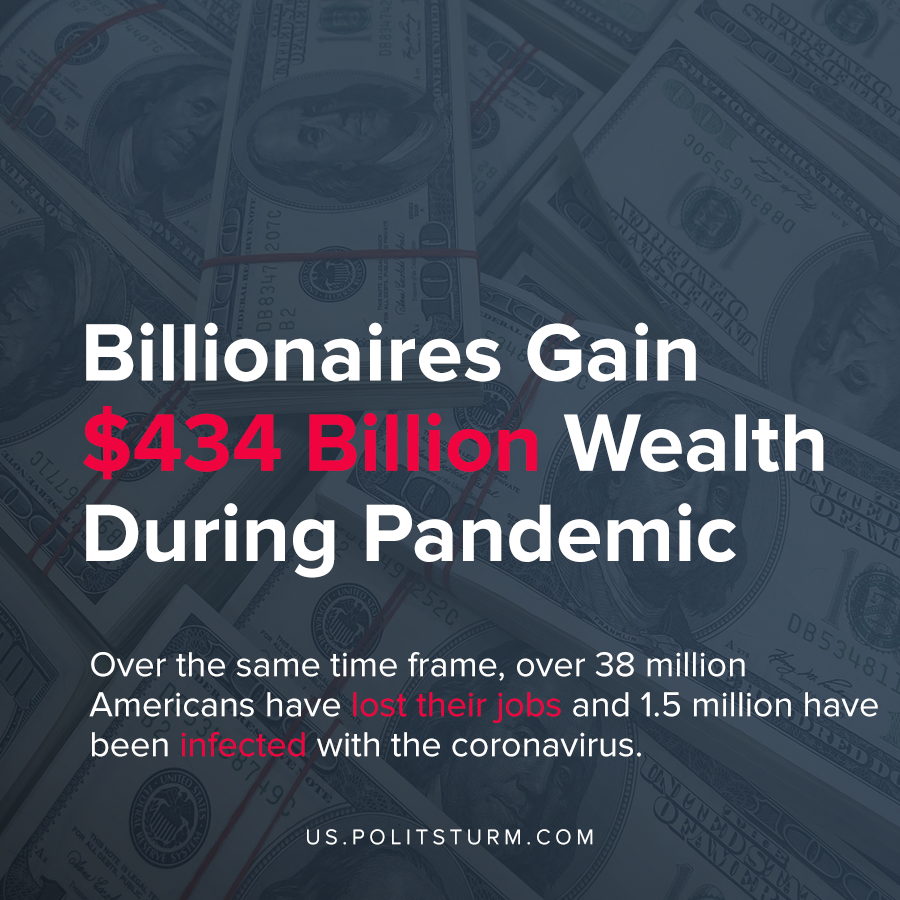 Billionaires Gain
$434 Billion Wealth
During Pandemic
Over the same time frame, over 38 million
Americans have lost their jobs and 1.5 million have
been infected with the coronavirus.
US.POLITSTURM.COM